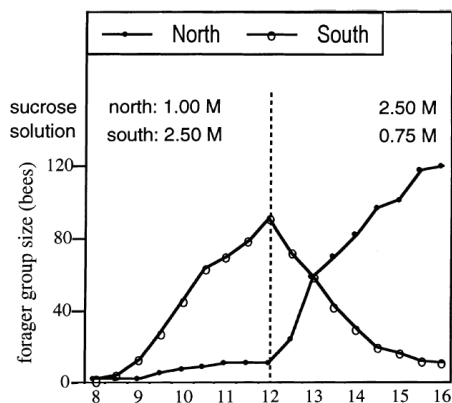 North South
sucrose north: 1.00 M 2.50 M
solution south: 2.50 M 0.75 M
forager group size (bees)
120
80
40
0
8 9 10 11 12 13 14 15 16